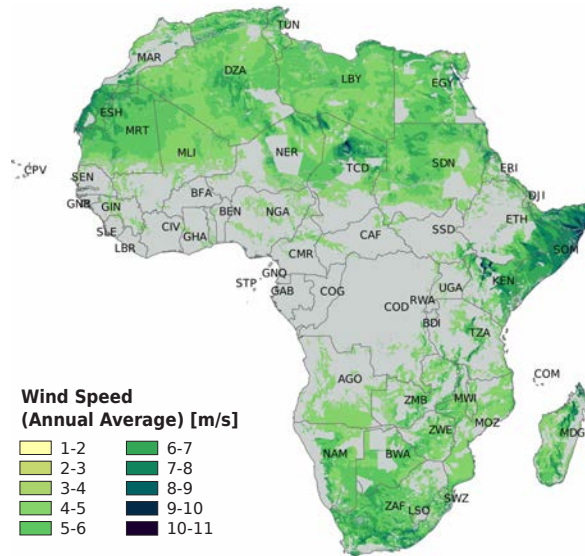 TUN
MAR
DZA
LBY
EGY
ESH
MRT
MLI
NER
TCD
SDN
ERI
CPV
SEN
GNB
GIN
BFA
BEN
NGA
DJI
ETH
SLE
LBR
CIV
GHA
CMR
CAF
SSD
SOM
GNQ
STP
GAB
COG
COD
RWA
UGA
KEN
BDI
TZA
COM
AGO
ZMB
MWI
MOZ
ZWE
MDG
NAM
BWA
ZAF
LSO
SWZ
Wind Speed
(Annual Average) [m/s]
1-2 6-7
2-3 7-8
3-4 8-9
4-5 9-10
5-6 10-11